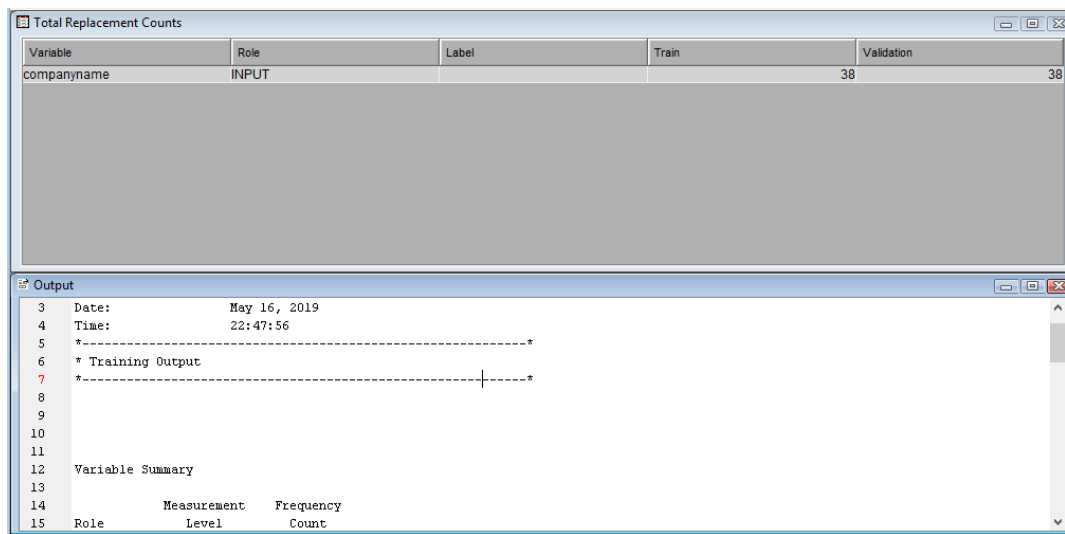 Total Replacement Counts
Variable Role Label Train Validation
companyname INPUT 38 38
Output
3 Date: May 16, 2019
4 Time: 22:47:56
5 *------------------------------------------------------------*
6 * Training Output
7 *------------------------------------------------------------*
8
9
10
11
12 Variable Summary
13
14 Measurement Frequency
15 Role Level Count